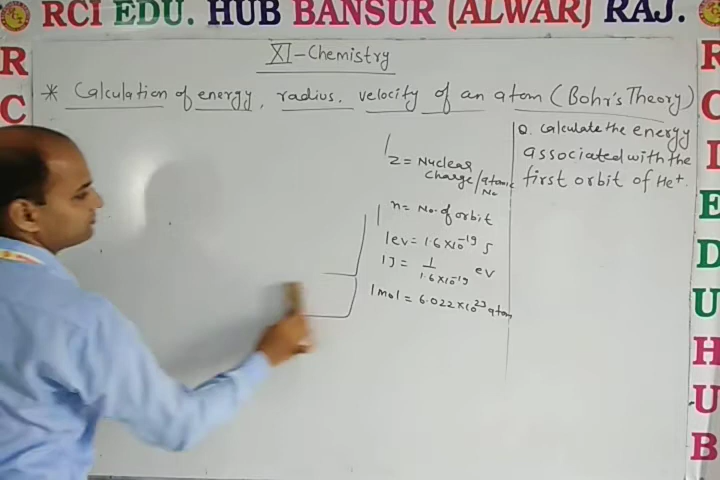 RCI EDU. HUB BANSUR (ALWAR) RAJ.
XI-Chemistry
* Calculation of energy, radius, velocity of an atom (Bohr's Theory)
Z = Nuclear
charge/atomic
No
n = No. of orbit
1ev = 1.6×10⁻¹⁹ J
1J = 1/1.6×10⁻¹⁹ ev
1mol = 6.022×10²³ atom
Q. calculate the energy
associated with the
first orbit of He⁺.
R
C
R
C
I
E
D
U
H
U
B